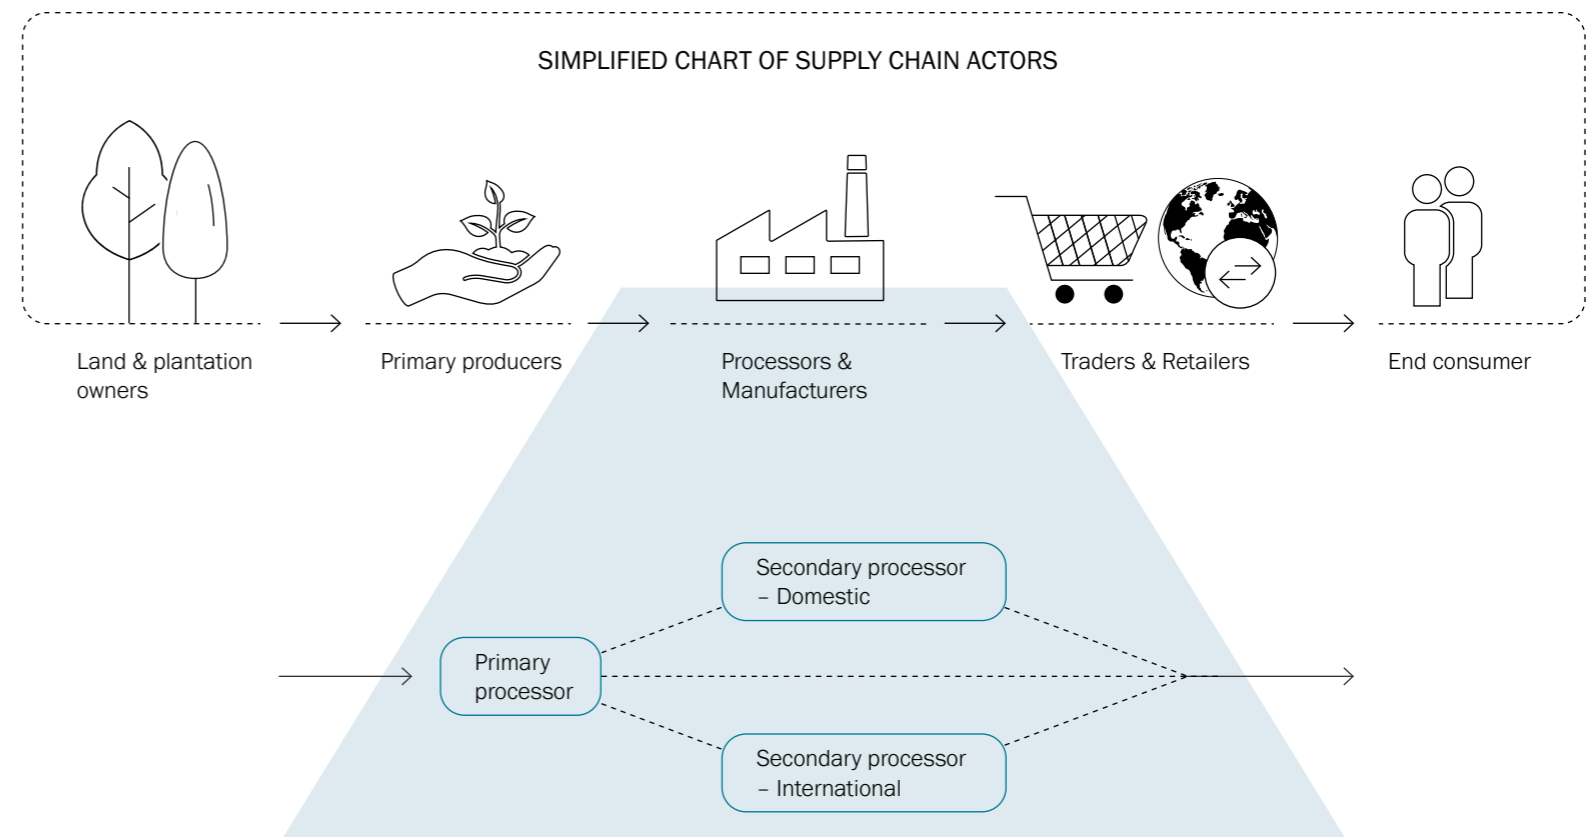 SIMPLIFIED CHART OF SUPPLY CHAIN ACTORS
Land & plantation
owners
Primary producers
Processors &
Manufacturers
Traders & Retailers
End consumer
Secondary processor
– Domestic
Primary
processor
Secondary processor
– International